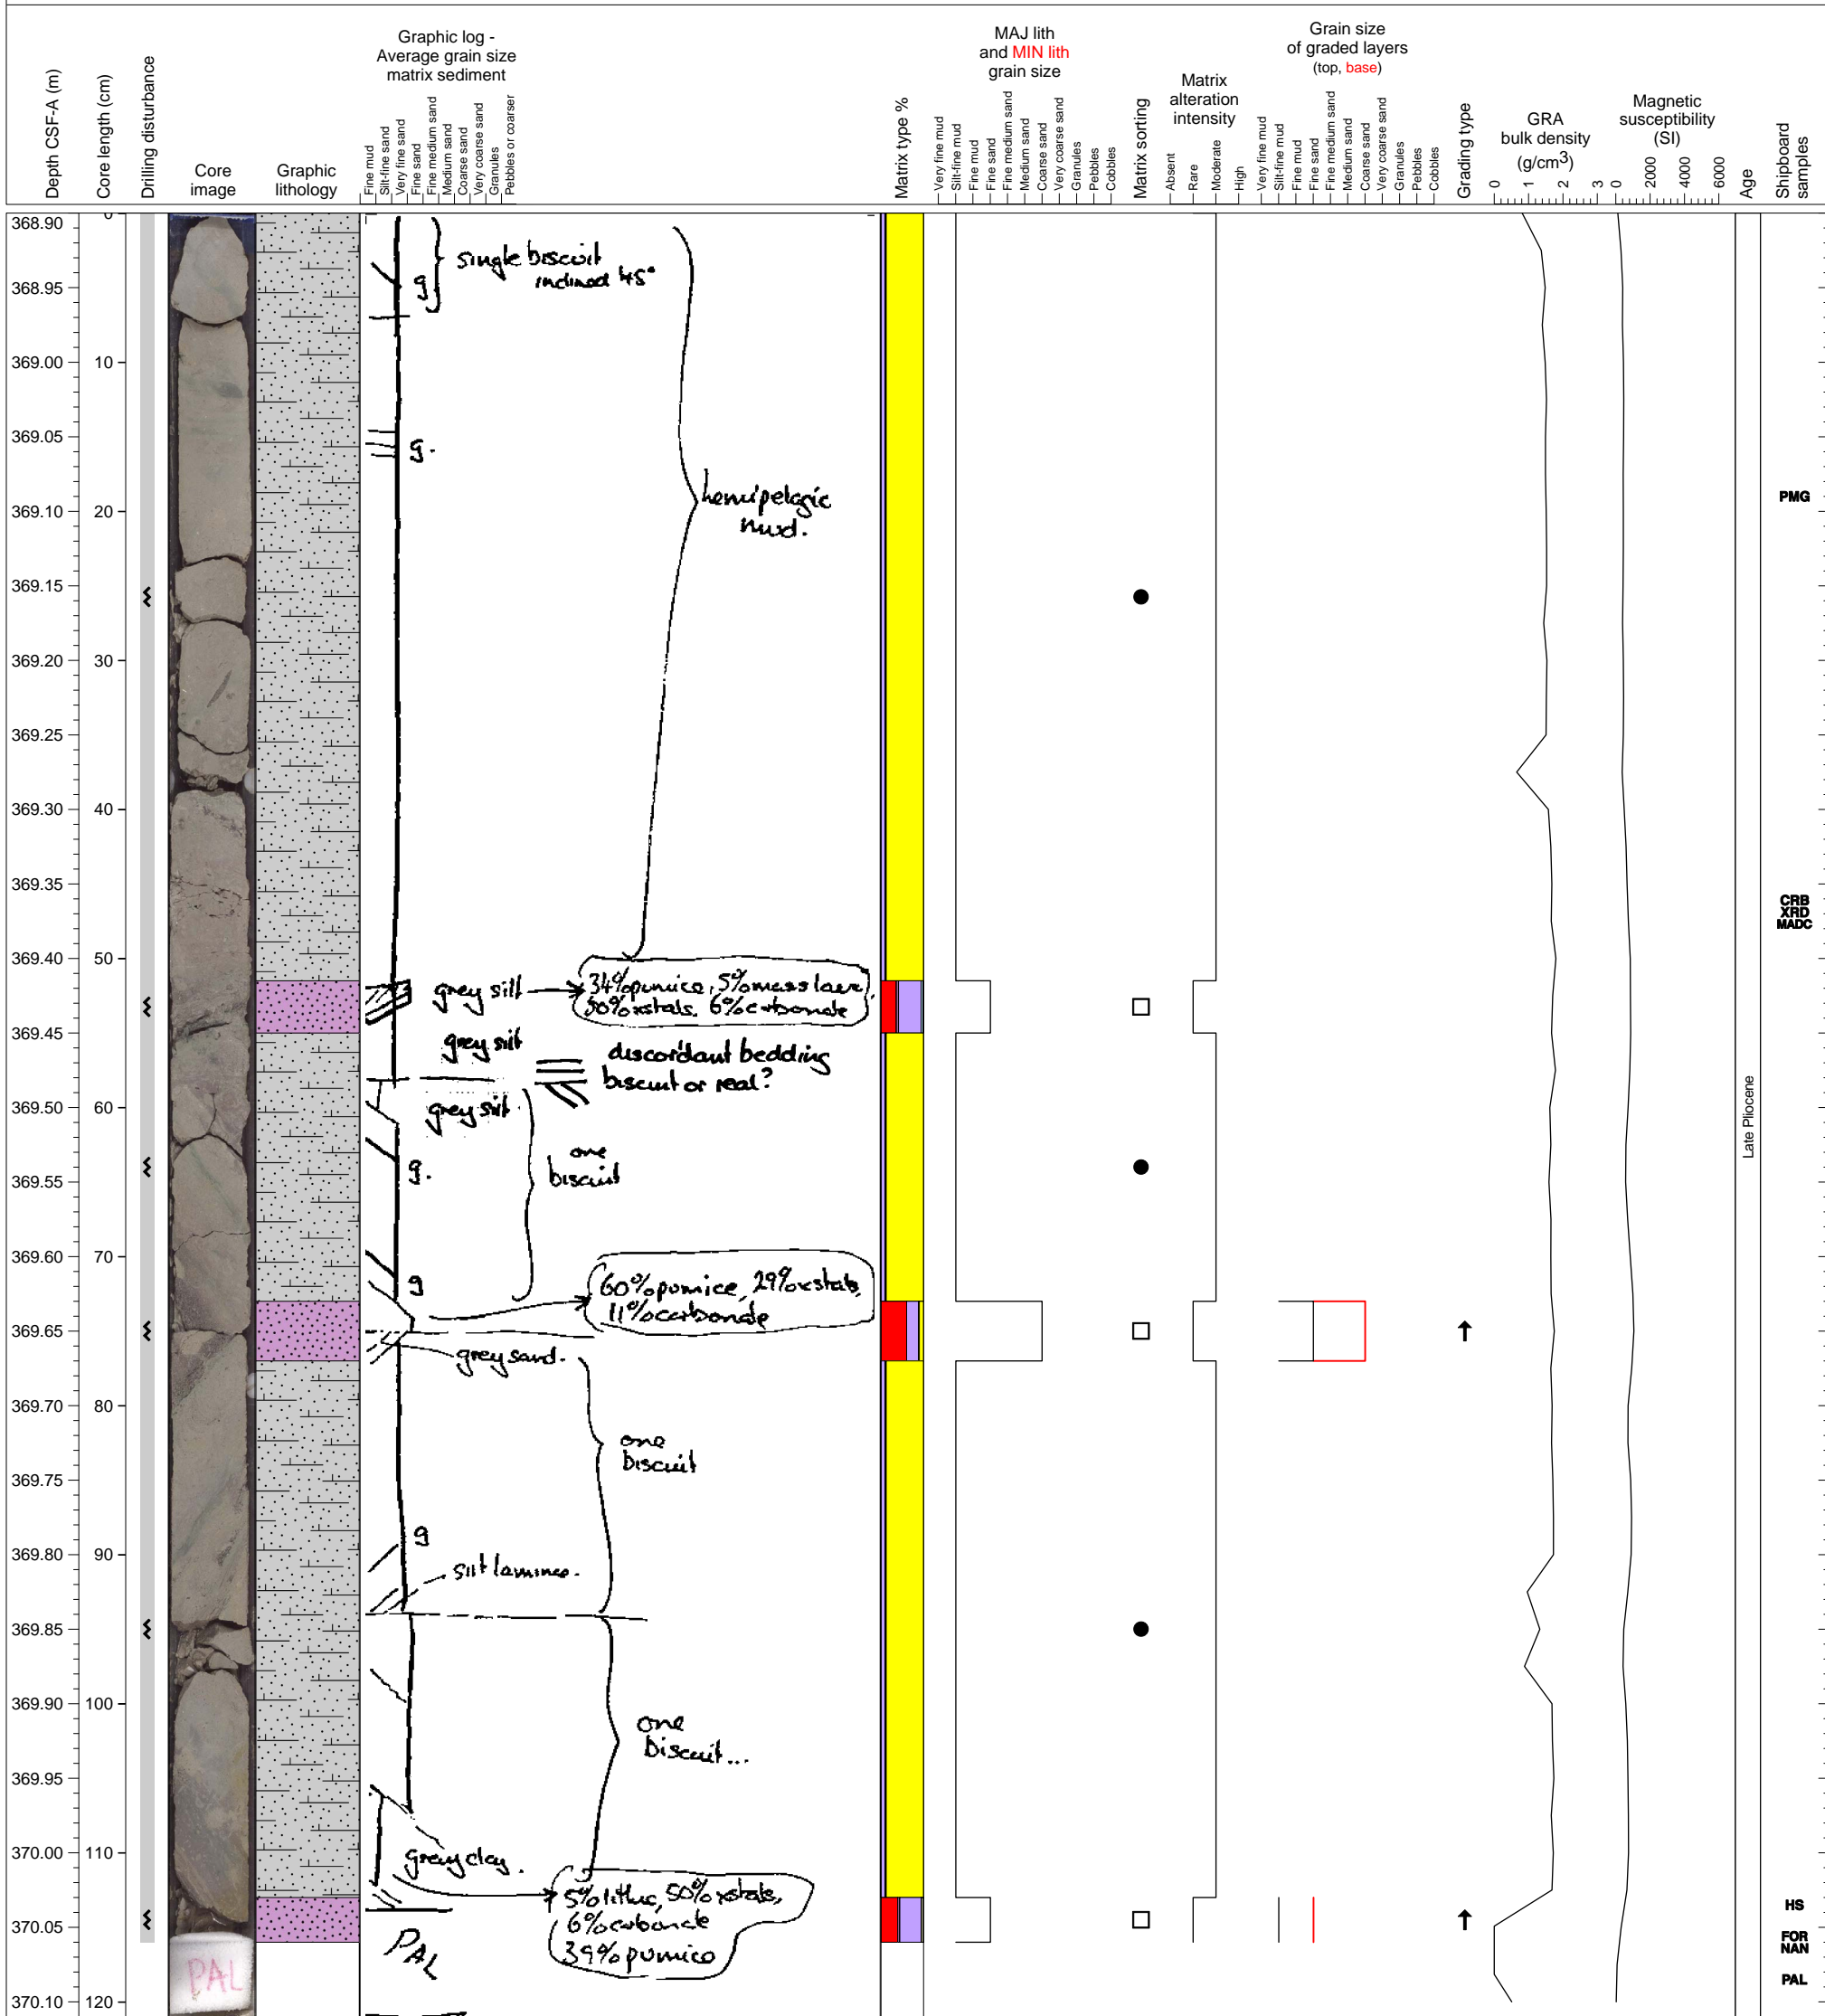 Graphic log -
Average grain size
matrix sediment
MAJ lith
and MIN lith
grain size
Grain size
of graded layers
(top, base)
Matrix
alteration
intensity
GRA
bulk density
(g/cm3)
Magnetic
susceptibility
(SI)
Depth CSF-A (m)
Core length (cm)
Drilling disturbance
Core
image
Graphic
lithology
Fine mud
Silt-fine sand
Very fine sand
Fine sand
Fine medium sand
Medium sand
Coarse sand
Very coarse sand
Granules
Pebbles or coarser
Matrix type %
Very fine mud
Silt-fine mud
Fine mud
Fine sand
Fine medium sand
Medium sand
Coarse sand
Very coarse sand
Granules
Pebbles
Cobbles
Matrix sorting
Absent
Rare
Moderate
High
Very fine mud
Silt-fine mud
Fine mud
Fine sand
Fine medium sand
Medium sand
Coarse sand
Very coarse sand
Granules
Pebbles
Cobbles
Grading type
0 1 2 3
0 2000 4000 6000
Age
Shipboard
samples
368.90 0
single biscuit
inclined 45°
g
368.95
369.00 10
369.05
g.
hemipelagic
mud.
369.10 20
PMG
369.15
369.20 30
369.25
369.30 40
369.35
CRB
XRD
MADC
369.40 50
grey silt
34% pumice, 5% mass lava,
50% xstals, 6% carbonate
369.45
grey silt
discordant bedding
biscuit or real?
369.50 60
grey silt.
Late Pliocene
one
biscuit
g.
369.55
369.60 70
g
60% pumice, 29% xstals,
11% carbonate
369.65
grey sand.
369.70 80
one
biscuit
369.75
g
369.80 90
silt laminae.
369.85
369.90 100
one
biscuit...
369.95
370.00 110
grey clay.
5% lithic, 50% xstals,
6% carbonate
39% pumice
HS
370.05
PAL
FOR
NAN
PAL
PAL
370.10 120